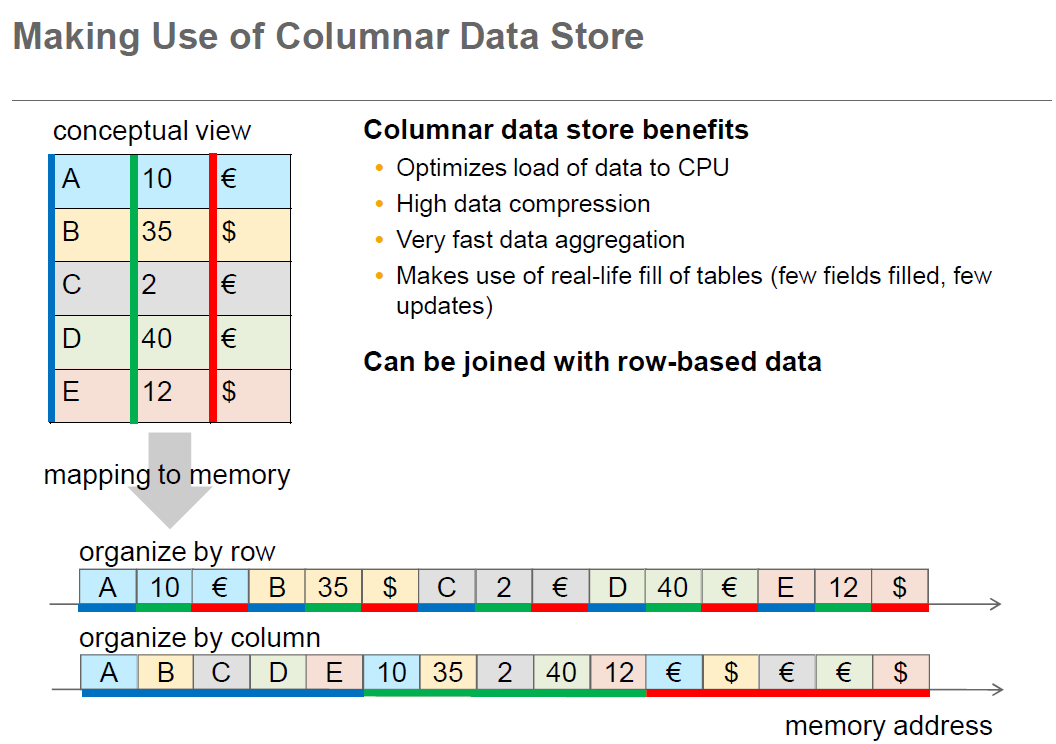 Making Use of Columnar Data Store
conceptual view
A 10 €
B 35 $
C 2 €
D 40 €
E 12 $
Columnar data store benefits
• Optimizes load of data to CPU
• High data compression
• Very fast data aggregation
• Makes use of real-life fill of tables (few fields filled, few
updates)
Can be joined with row-based data
mapping to memory
organize by row
A 10 € B 35 $ C 2 € D 40 € E 12 $
organize by column
A B C D E 10 35 2 40 12 € $ € € $
memory address